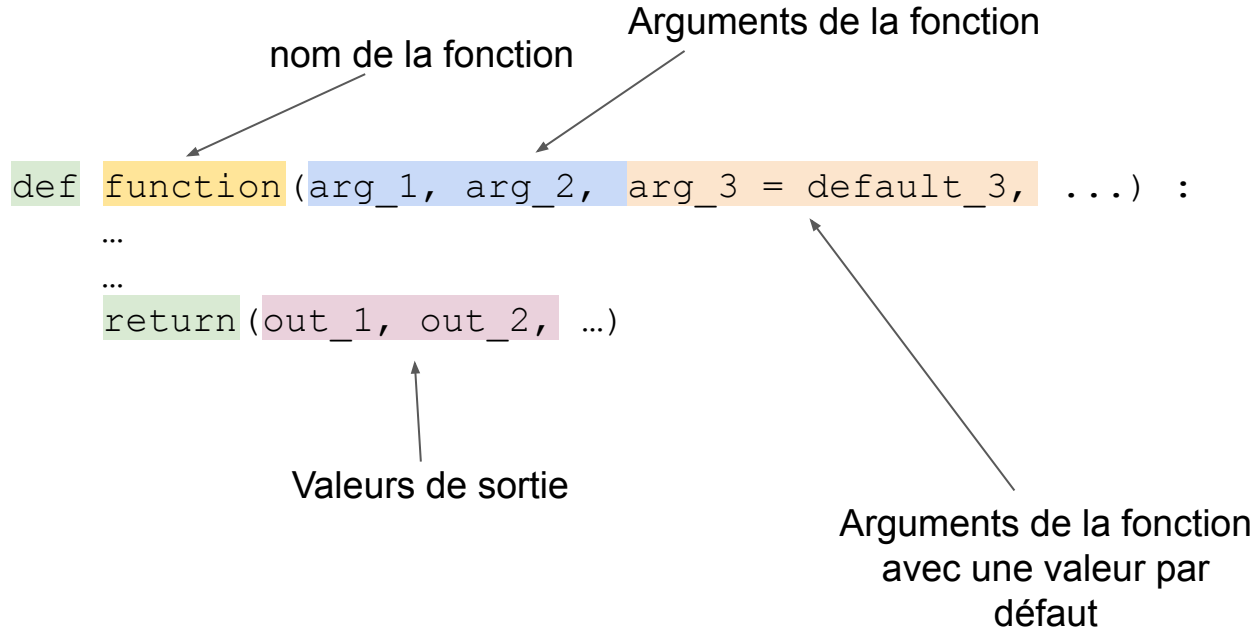 Arguments de la fonction
nom de la fonction
def function(arg_1, arg_2, arg_3 = default_3, ...) :
…
…
return(out_1, out_2, …)
Valeurs de sortie
Arguments de la fonction
avec une valeur par
défaut